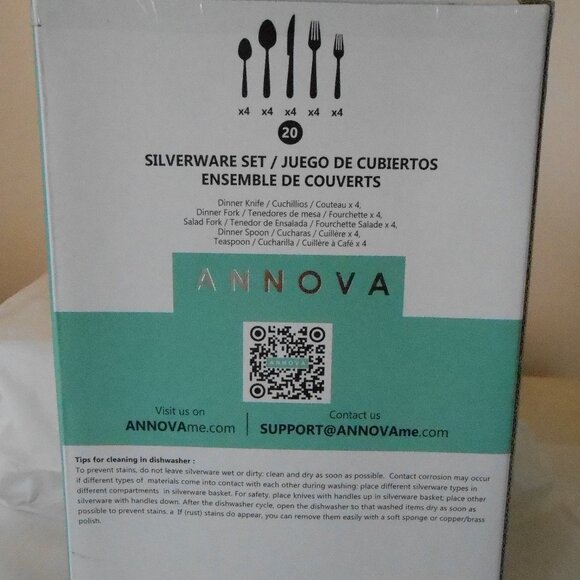 x4 x4 x4 x4 x4
20
SILVERWARE SET / JUEGO DE CUBIERTOS
ENSEMBLE DE COUVERTS
Dinner Knife / Cuchillios / Couteau x 4,
Dinner Fork / Tenedores de mesa / Fourchette x 4,
Salad Fork / Tenedor de Ensalada / Fourchette Salade x 4,
Dinner Spoon / Cucharas / Cuillère x 4,
Teaspoon / Cucharilla / Cuillère à Café x 4
ANNOVA
ANNOVA
Visit us on
ANNOVAme.com
Contact us
SUPPORT@ANNOVAme.com
Tips for cleaning in dishwasher :
To prevent stains, do not leave silverware wet or dirty: clean and dry as soon as possible. Contact corrosion may occur
if different types of materials come into contact with each other during washing: place different silverware types in
different compartments in silverware basket. For safety, place knives with handles up in silverware basket; place other
silverware with handles down. After the dishwasher cycle, open the dishwasher to that washed items dry as soon as
possible to prevent stains. a If (rust) stains do appear, you can remove them easily with a soft sponge or copper/brass
polish.